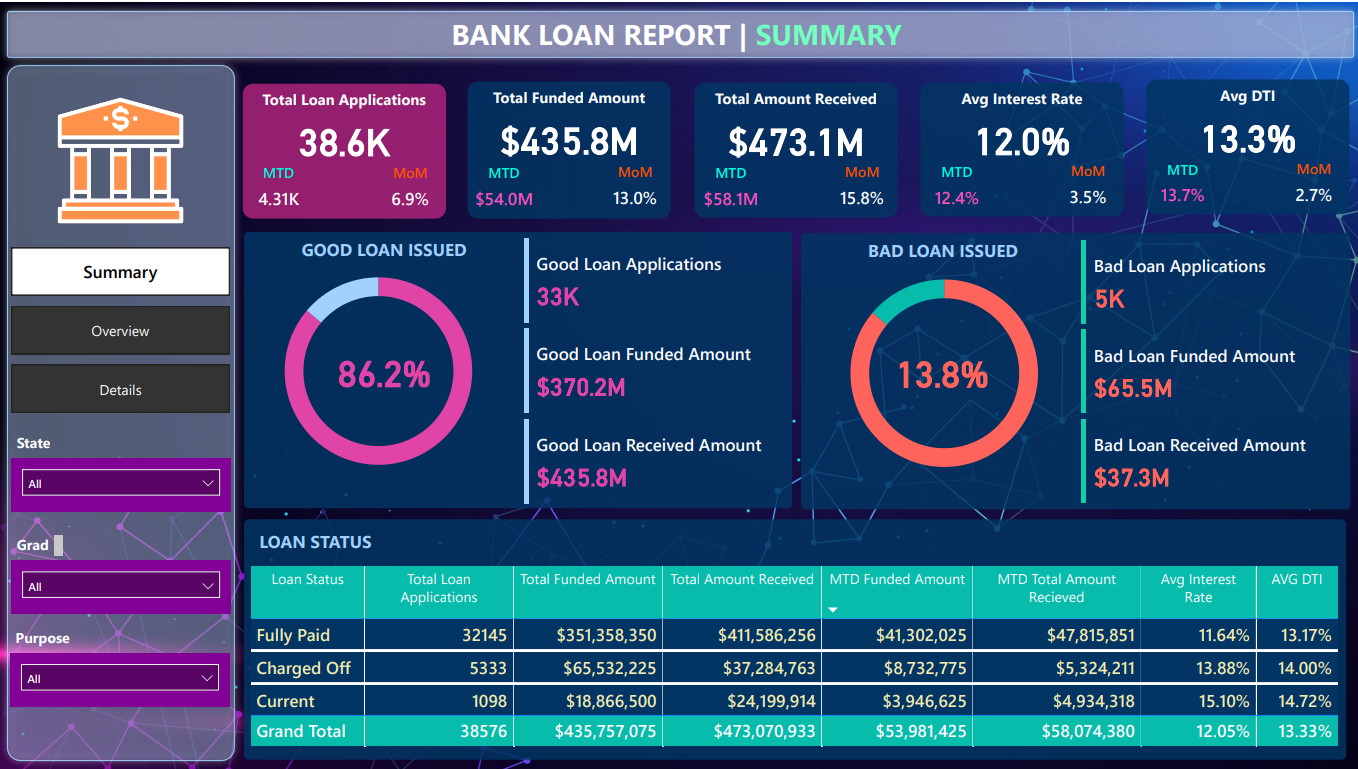 BANK LOAN REPORT | SUMMARY
$
Summary
Overview
Details
State
All
Grad
All
Purpose
All
Total Loan Applications
38.6K
MTD MoM
4.31K 6.9%
Total Funded Amount
$435.8M
MTD MoM
$54.0M 13.0%
Total Amount Received
$473.1M
MTD MoM
$58.1M 15.8%
Avg Interest Rate
12.0%
MTD MoM
12.4% 3.5%
Avg DTI
13.3%
MTD MoM
13.7% 2.7%
GOOD LOAN ISSUED
86.2%
Good Loan Applications
33K
Good Loan Funded Amount
$370.2M
Good Loan Received Amount
$435.8M
BAD LOAN ISSUED
13.8%
Bad Loan Applications
5K
Bad Loan Funded Amount
$65.5M
Bad Loan Received Amount
$37.3M
LOAN STATUS
Loan Status Total Loan Applications Total Funded Amount Total Amount Received MTD Funded Amount MTD Total Amount Recieved Avg Interest Rate AVG DTI
Fully Paid 32145 $351,358,350 $411,586,256 $41,302,025 $47,815,851 11.64% 13.17%
Charged Off 5333 $65,532,225 $37,284,763 $8,732,775 $5,324,211 13.88% 14.00%
Current 1098 $18,866,500 $24,199,914 $3,946,625 $4,934,318 15.10% 14.72%
Grand Total 38576 $435,757,075 $473,070,933 $53,981,425 $58,074,380 12.05% 13.33%